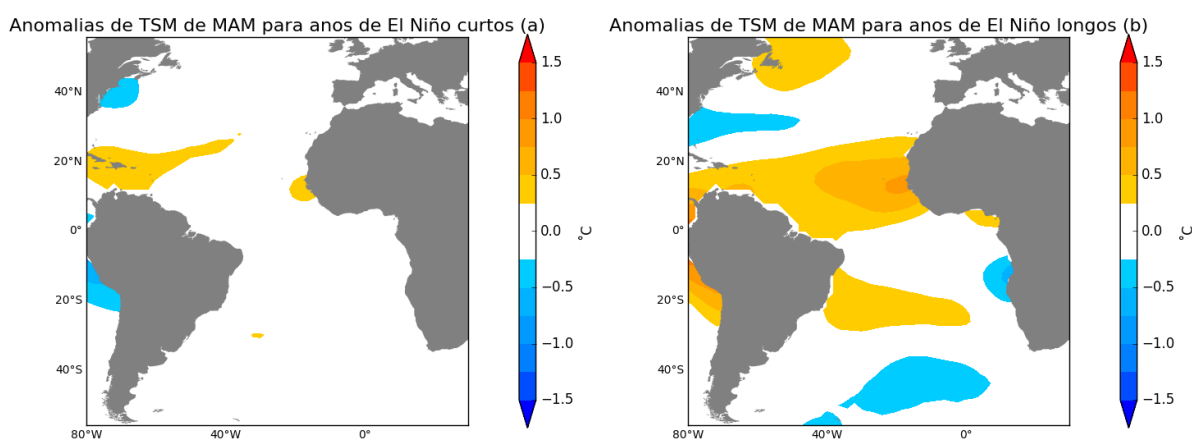 Anomalias de TSM de MAM para anos de El Niño curtos (a)
40°N
20°N
0°
20°S
40°S
80°W
40°W
0°
1.5
1.0
0.5
0.0
−0.5
−1.0
−1.5
°C
Anomalias de TSM de MAM para anos de El Niño longos (b)
40°N
20°N
0°
20°S
40°S
80°W
40°W
0°
1.5
1.0
0.5
0.0
−0.5
−1.0
−1.5
°C